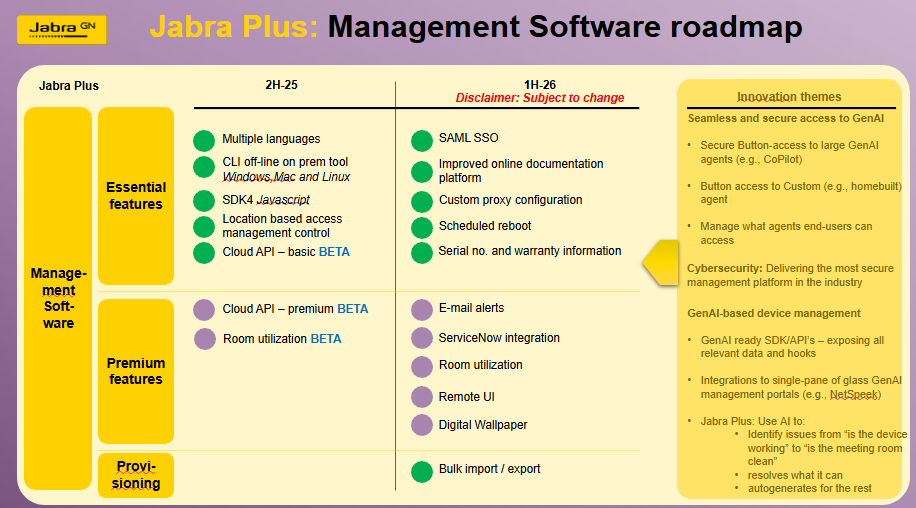 Jabra GN
Jabra Plus: Management Software roadmap
Jabra Plus
2H-25
1H-26
Disclaimer: Subject to change
Manage-
ment
Soft-
ware
Essential
features
Multiple languages
CLI off-line on prem tool
Windows,Mac and Linux
SDK4 Javascript
Location based access
management control
Cloud API – basic BETA
SAML SSO
Improved online documentation
platform
Custom proxy configuration
Scheduled reboot
Serial no. and warranty information
Premium
features
Cloud API – premium BETA
Room utilization BETA
E-mail alerts
ServiceNow integration
Room utilization
Remote UI
Digital Wallpaper
Provi-
sioning
Bulk import / export
Innovation themes
Seamless and secure access to GenAI
• Secure Button-access to large GenAI
agents (e.g., CoPilot)
• Button access to Custom (e.g., homebuilt)
agent
• Manage what agents end-users can
access
Cybersecurity: Delivering the most secure
management platform in the industry
GenAI-based device management
• GenAI ready SDK/API's – exposing all
relevant data and hooks
• Integrations to single-pane of glass GenAI
management portals (e.g., NetSpeek)
• Jabra Plus: Use AI to:
• Identify issues from “is the device
working” to “is the meeting room
clean”
• resolves what it can
• autogenerates for the rest